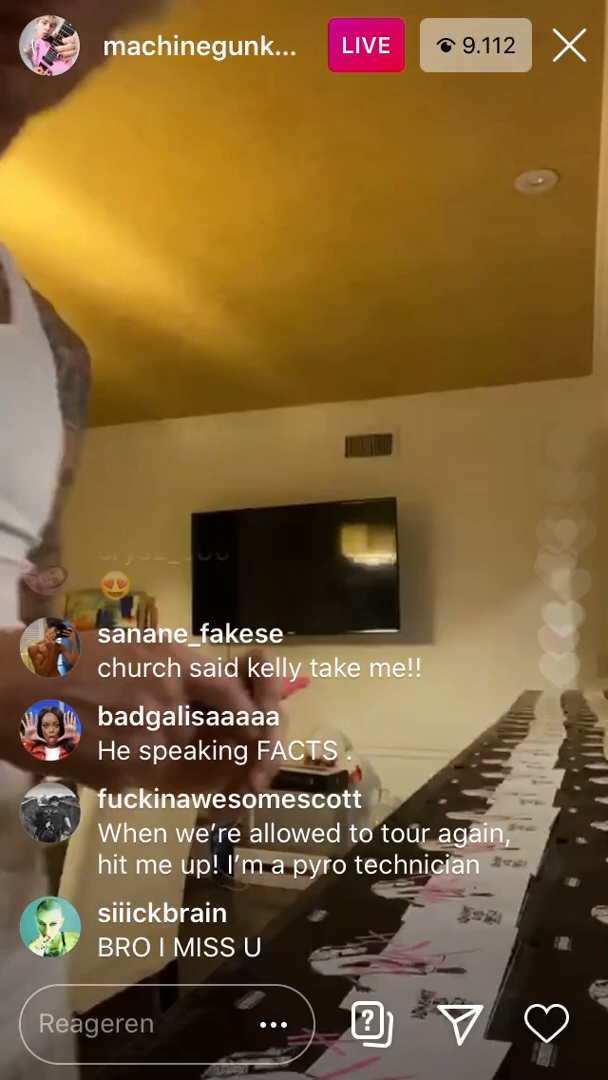 machinegunk...
LIVE
9.112
sanane_fakese
church said kelly take me!!
badgalisaaaaa
He speaking FACTS .
fuckinawesomescott
When we’re allowed to tour again,
hit me up! I’m a pyro technician
siiickbrain
BRO I MISS U
Reageren